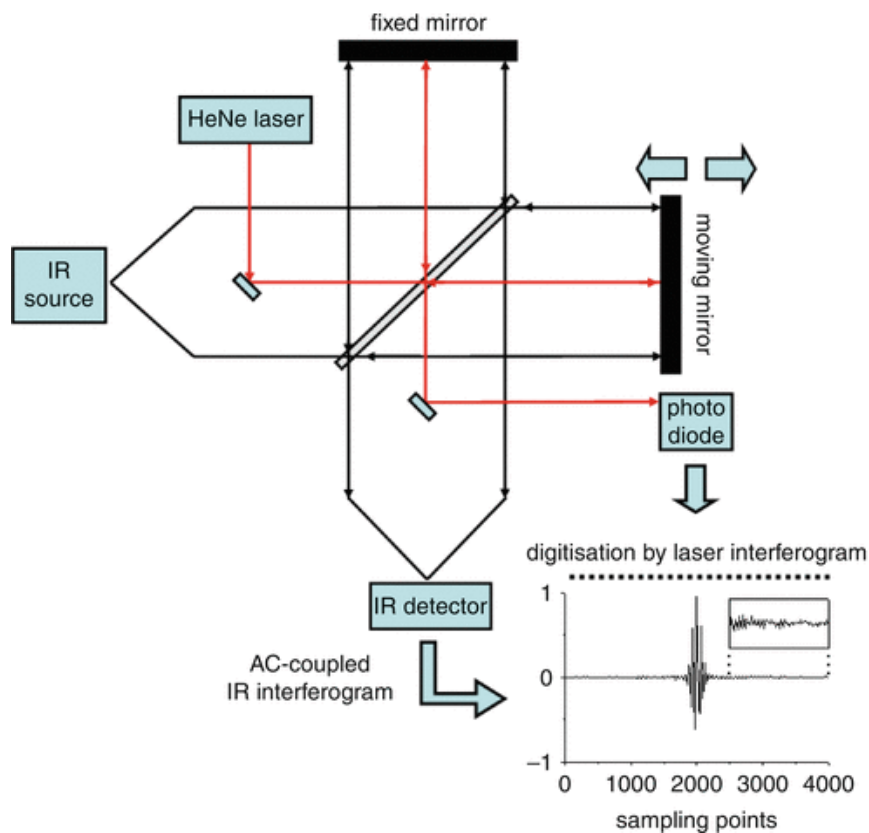 fixed mirror
HeNe laser
IR
source
moving mirror
photo
diode
digitisation by laser interferogram
IR detector
AC-coupled
IR interferogram
1
0
–1
0 1000 2000 3000 4000
sampling points